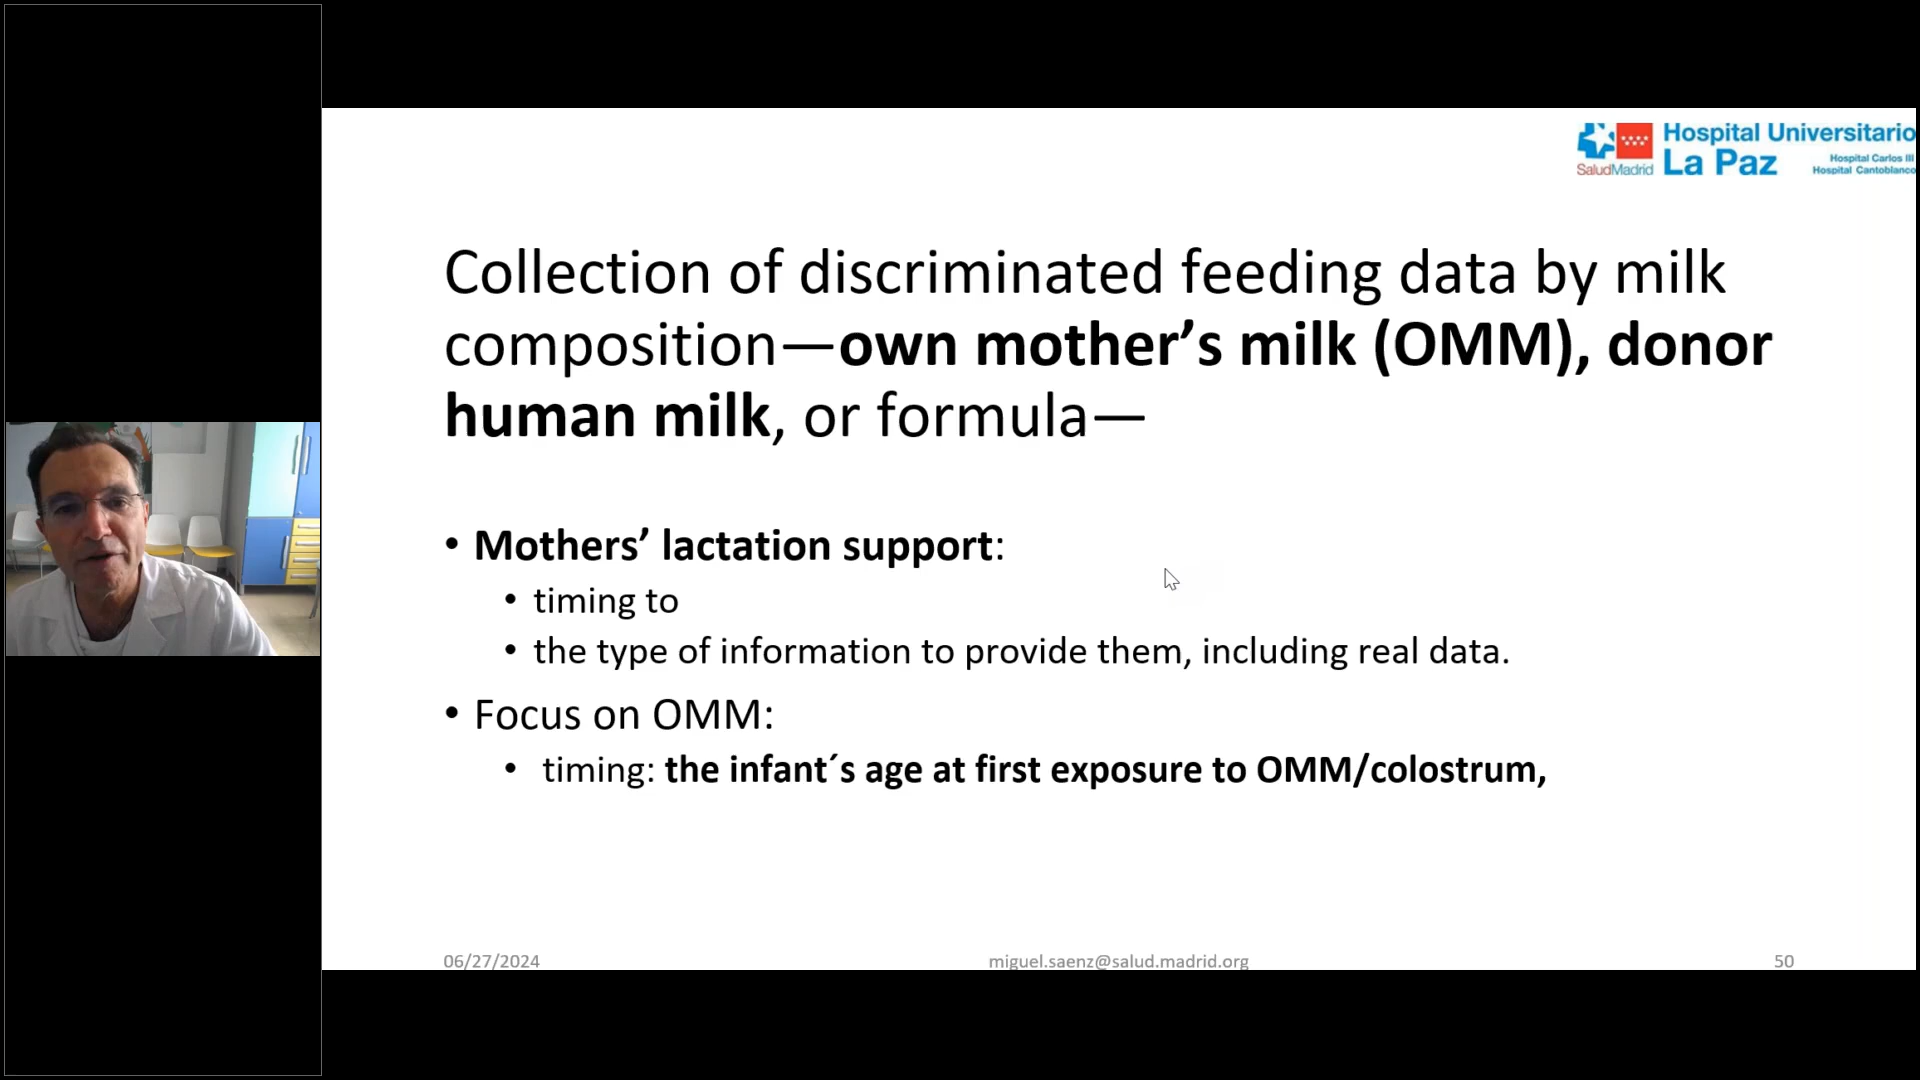 SaludMadrid
Hospital Universitario
La Paz
Hospital Carlos III
Hospital Cantoblanco
Collection of discriminated feeding data by milk
composition—own mother’s milk (OMM), donor
human milk, or formula—
• Mothers’ lactation support:
• timing to
• the type of information to provide them, including real data.
• Focus on OMM:
• timing: the infant´s age at first exposure to OMM/colostrum,
06/27/2024
miguel.saenz@salud.madrid.org
50